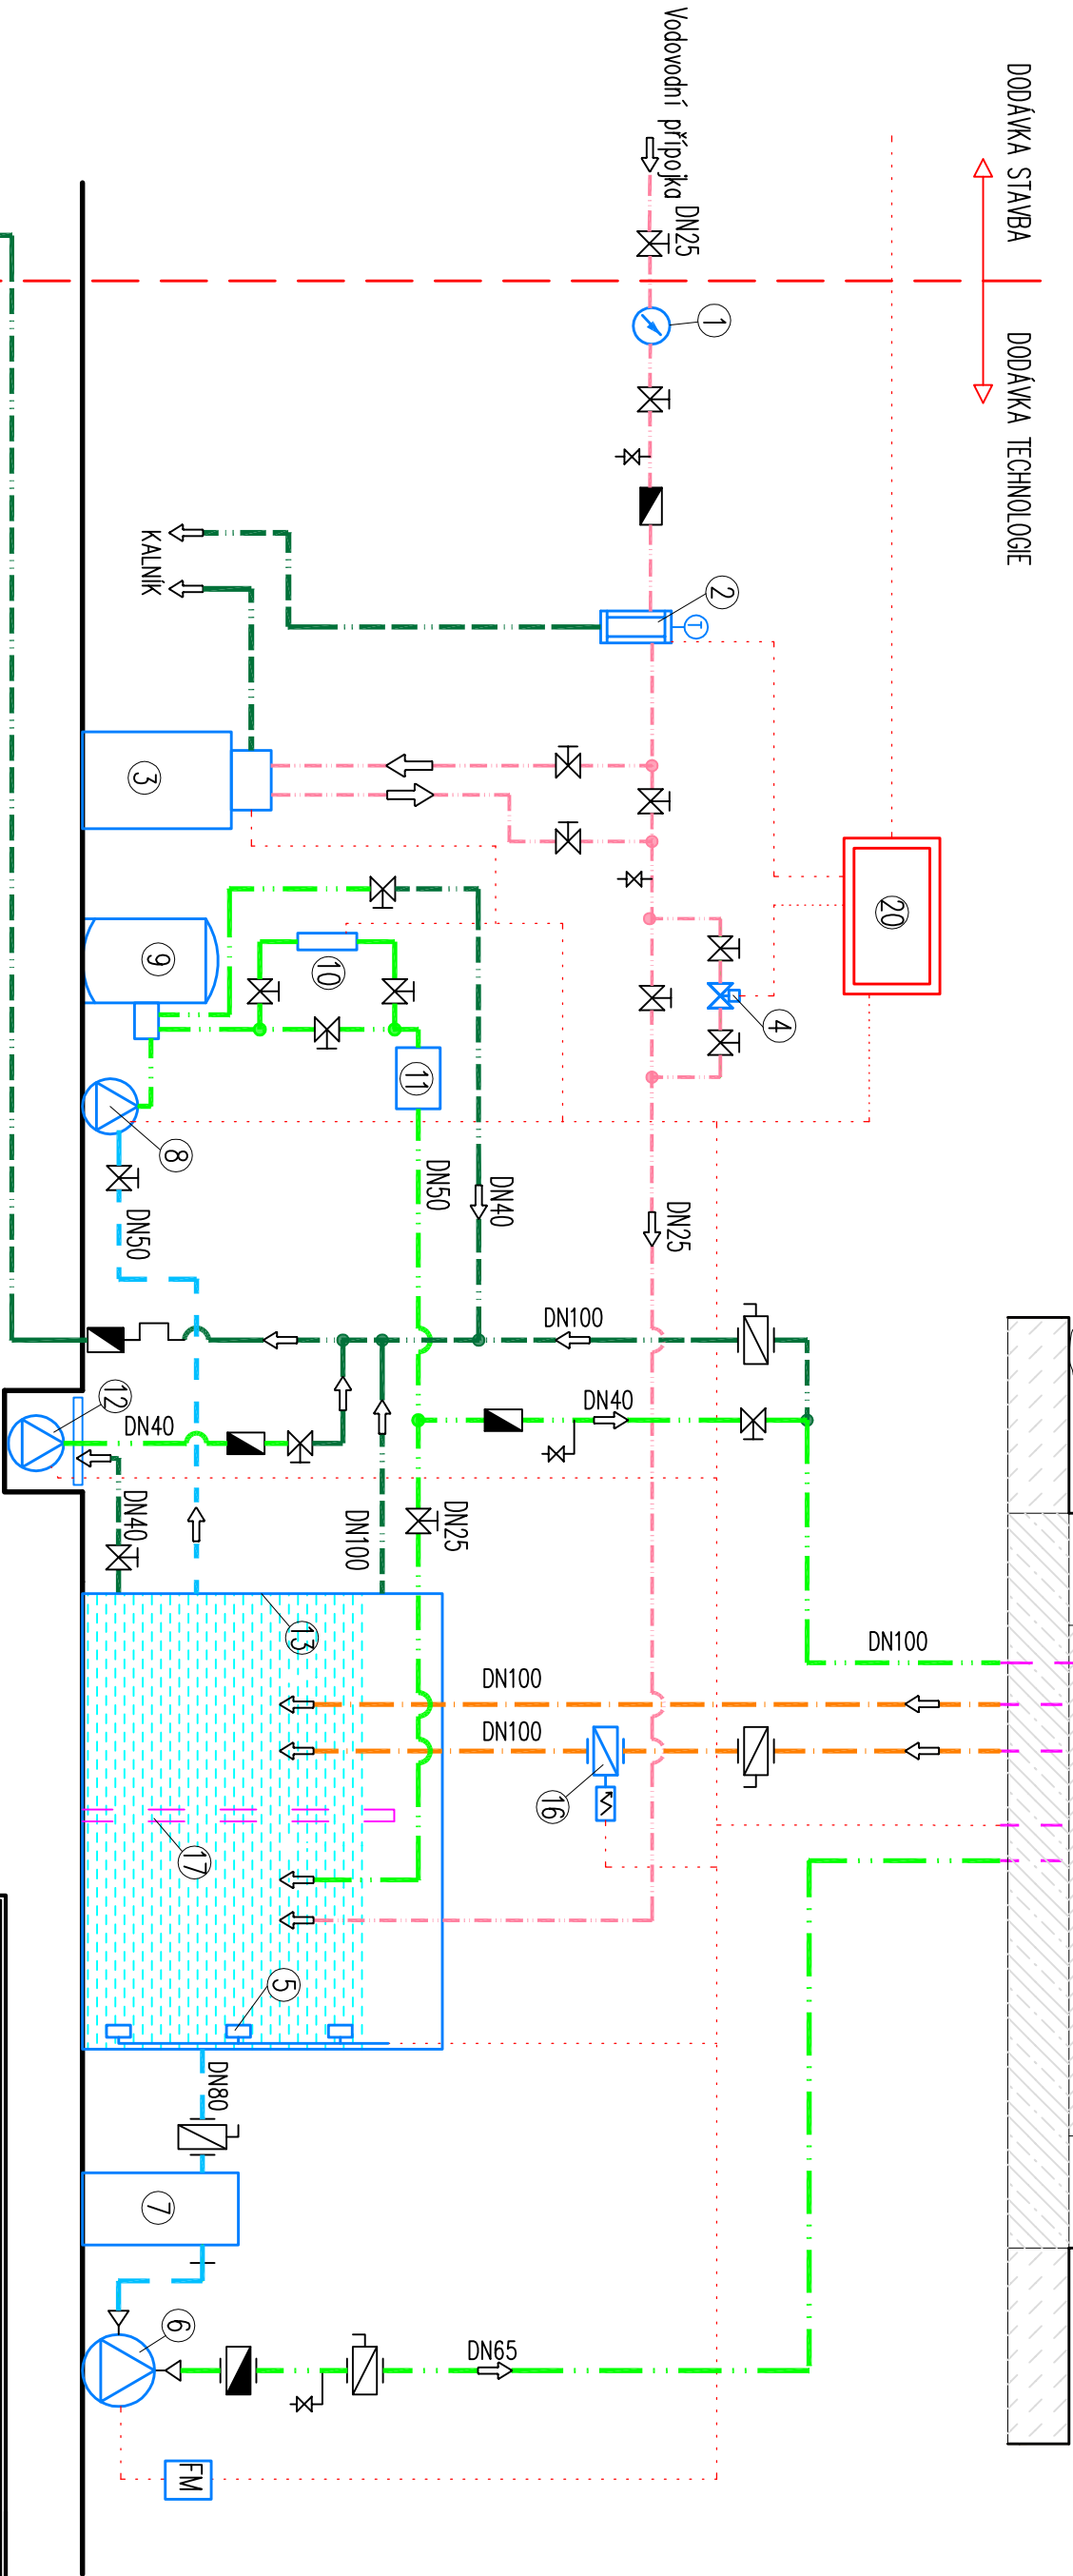 DODÁVKA STAVBA
DODÁVKA TECHNOLOGIE
Vodovodní přípojka
DN25
1
2
T
KALNÍK
3
20
4
9
10
11
8
DN50
DN50
DN40
DN25
DN100
12
DN40
DN40
DN40
DN100
DN25
DN100
13
DN100
DN100
16
17
5
DN80
7
6
DN65
FM